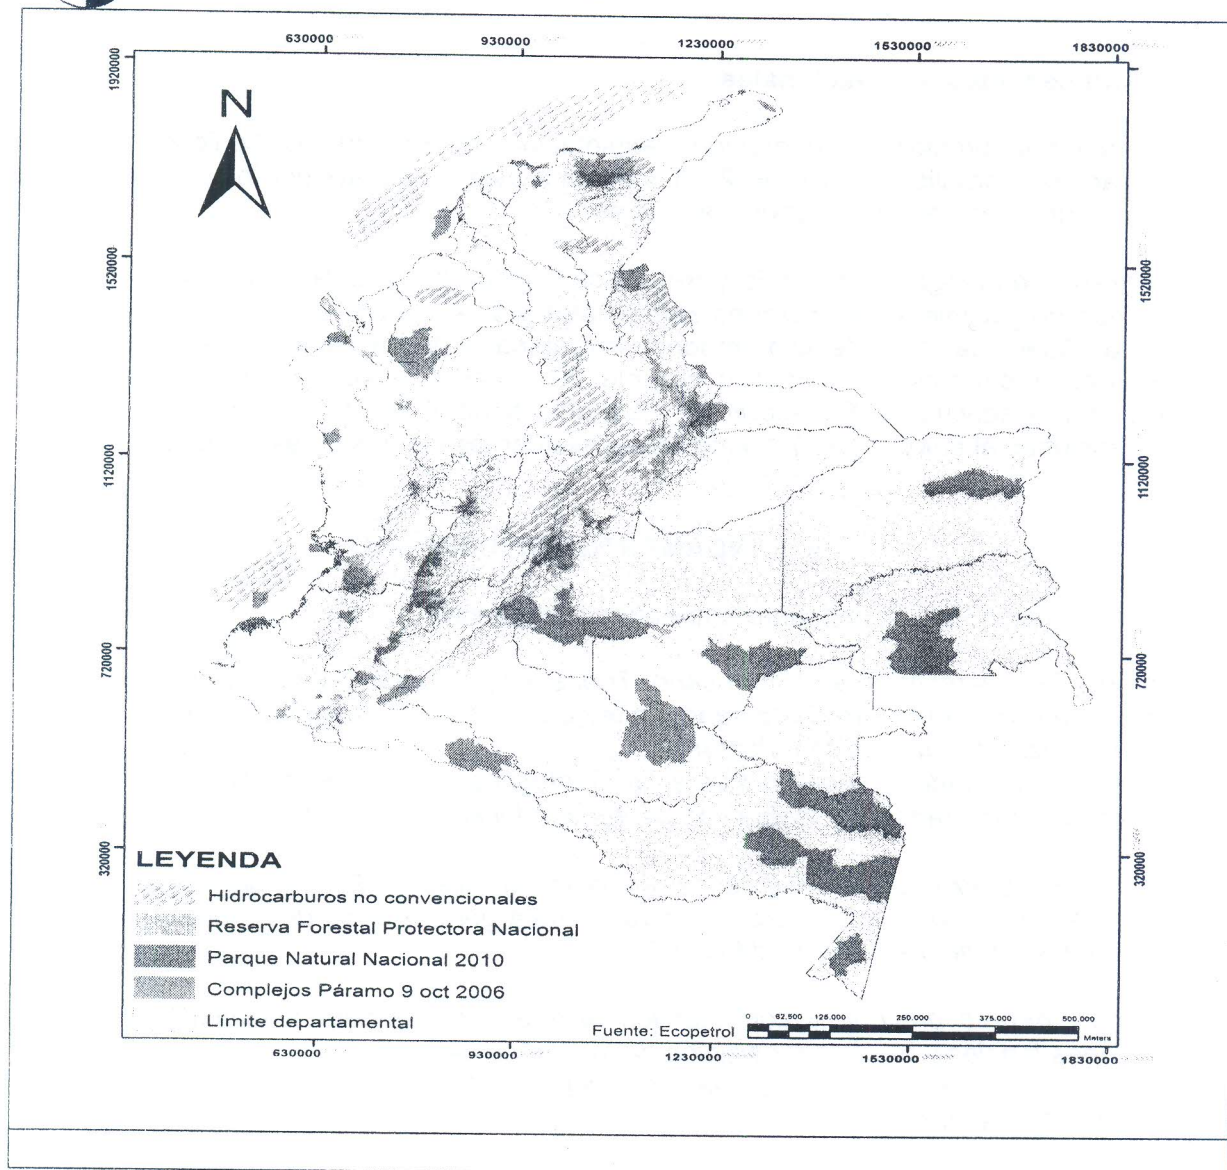 630000 930000 1230000 1530000 1830000
1920000
N
1520000 1520000
1120000 1120000
720000 720000
320000 320000
LEYENDA
Hidrocarburos no convencionales
Reserva Forestal Protectora Nacional
Parque Natural Nacional 2010
Complejos Páramo 9 oct 2006
Límite departamental
Fuente: Ecopetrol
0 62.500 125.000 250.000 375.000 500.000
Meters
630000 930000 1230000 1530000 1830000